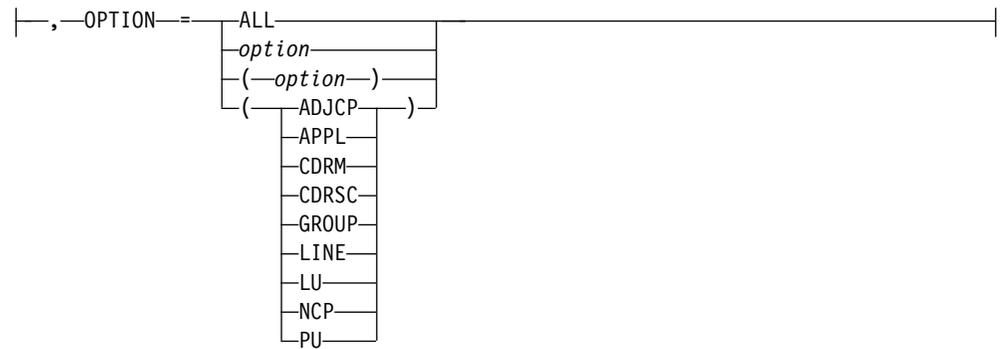 , OPTION = ALL
option
( option )
( ADJCP )
APPL
CDRM
CDRSC
GROUP
LINE
LU
NCP
PU